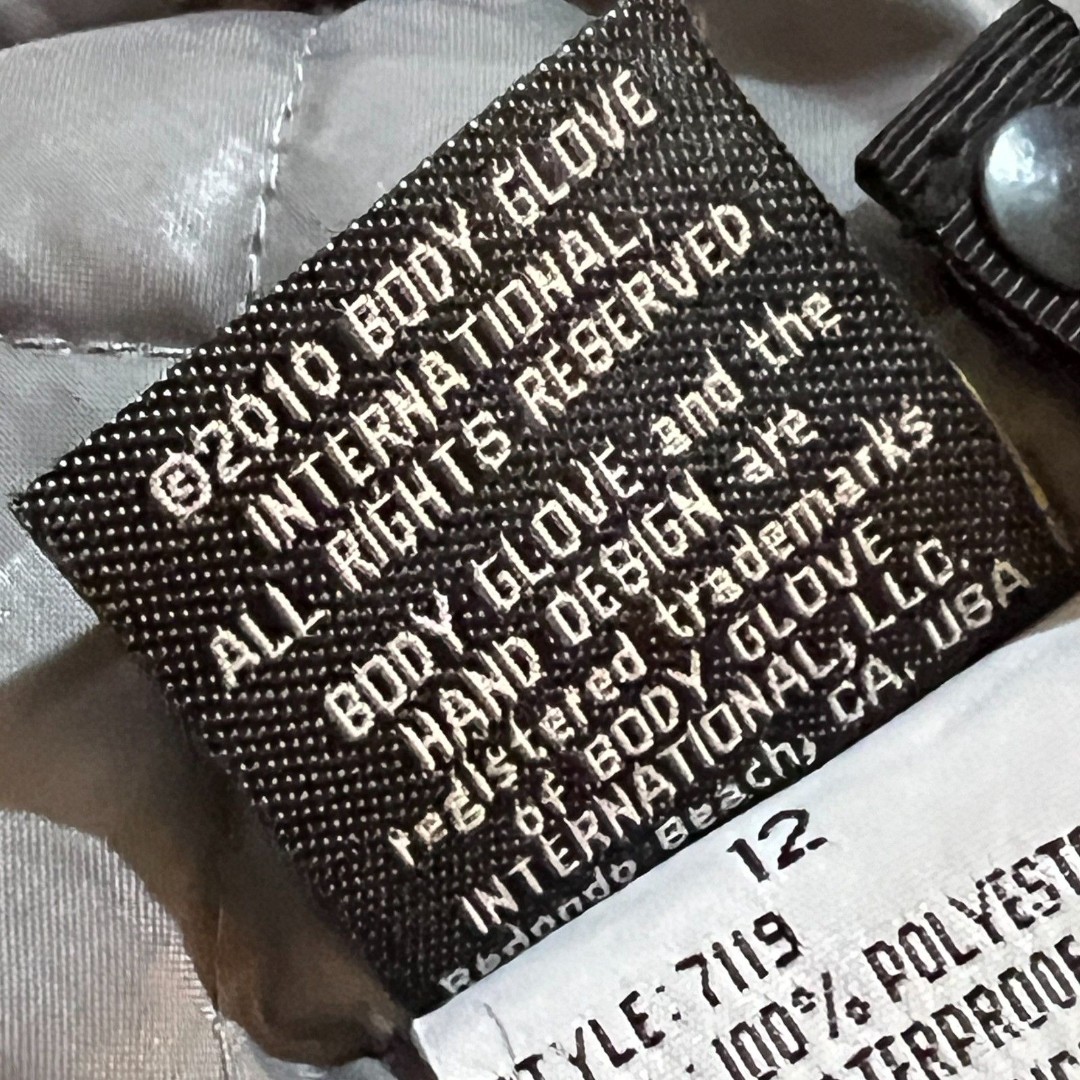 ©2010 BODY GLOVE
INTERNATIONAL,
ALL RIGHTS RESERVED.
BODY GLOVE and the
HAND DESIGN are
registered trademarks
of BODY GLOVE
INTERNATIONAL, LLC.
Redondo Beach, CA, USA
12
STYLE: 7119
100% POLYESTE